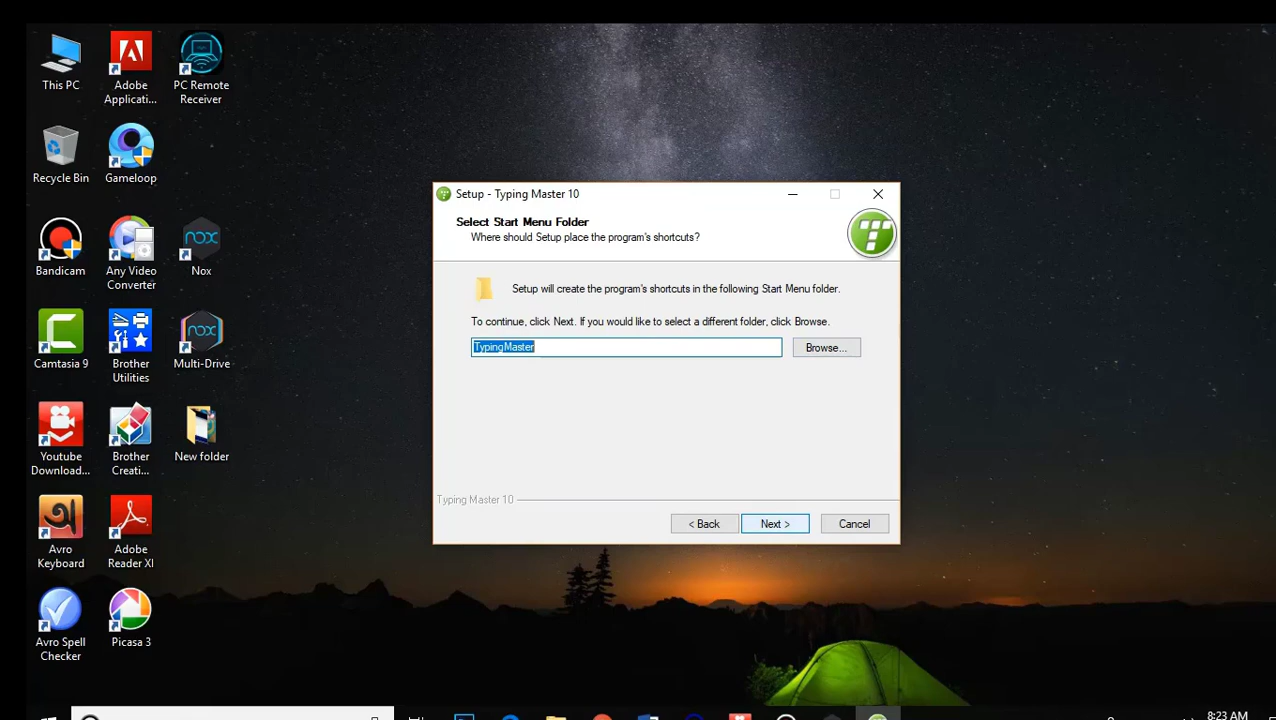 This PC
Adobe
Applicati...
PC Remote
Receiver
Recycle Bin
Gameloop
Bandicam
Any Video
Converter
nox
Nox
Camtasia 9
Brother
Utilities
nox
Multi-Drive
Youtube
Download...
Brother
Creati...
New folder
Avro
Keyboard
Adobe
Reader XI
Avro Spell
Checker
Picasa 3
Setup - Typing Master 10
Select Start Menu Folder
Where should Setup place the program's shortcuts?
Setup will create the program's shortcuts in the following Start Menu folder.
To continue, click Next. If you would like to select a different folder, click Browse.
TypingMaster
Browse...
Typing Master 10
< Back
Next >
Cancel
8:23 AM